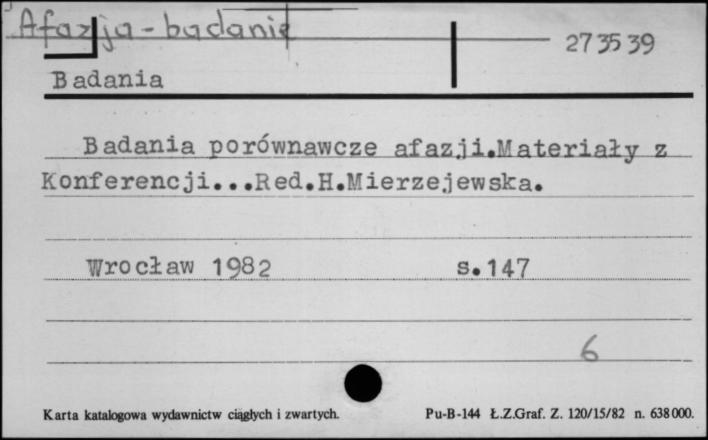 Afazja - badanie
273539
Badania
Badania porównawcze afazji.Materiały z
Konferencji...Red.H.Mierzejewska.
Wrocław 1982 s.147
6
Karta katalogowa wydawnictw ciągłych i zwartych. Pu-B-144 Ł.Z.Graf. Z. 120/15/82 n. 638000.